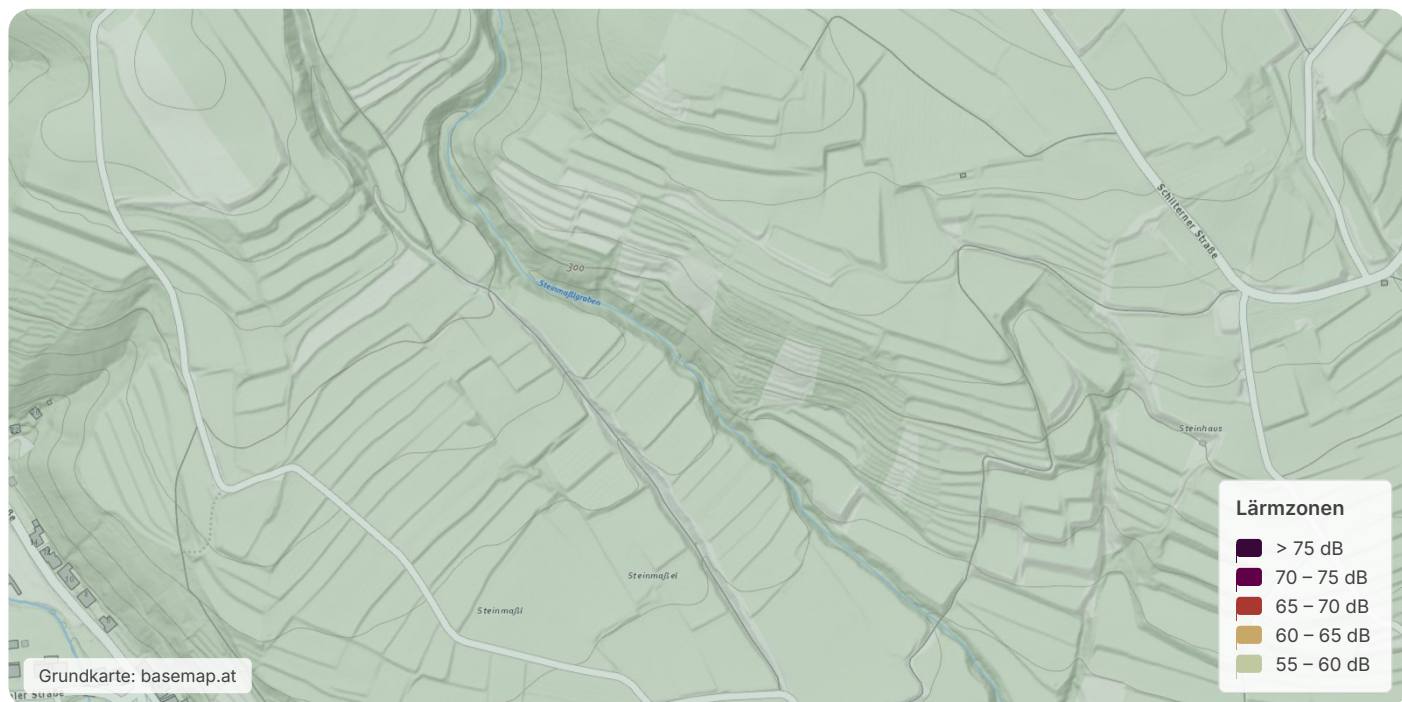 Schilterner Straße
300
Steinmaßlgraben
Steinhaus
Steinmaßel
Steinmaßl
Lärmzonen
> 75 dB
70 – 75 dB
65 – 70 dB
60 – 65 dB
55 – 60 dB
Grundkarte: basemap.at